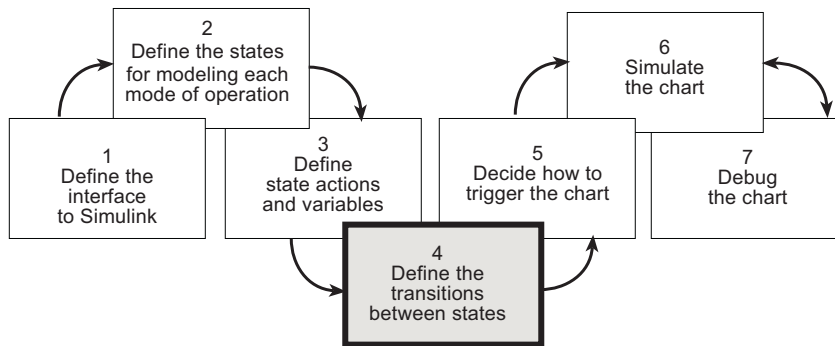 1
Define the
interface
to Simulink
2
Define the states
for modeling each
mode of operation
3
Define
state actions
and variables
4
Define the
transitions
between states
5
Decide how to
trigger the chart
6
Simulate
the chart
7
Debug
the chart